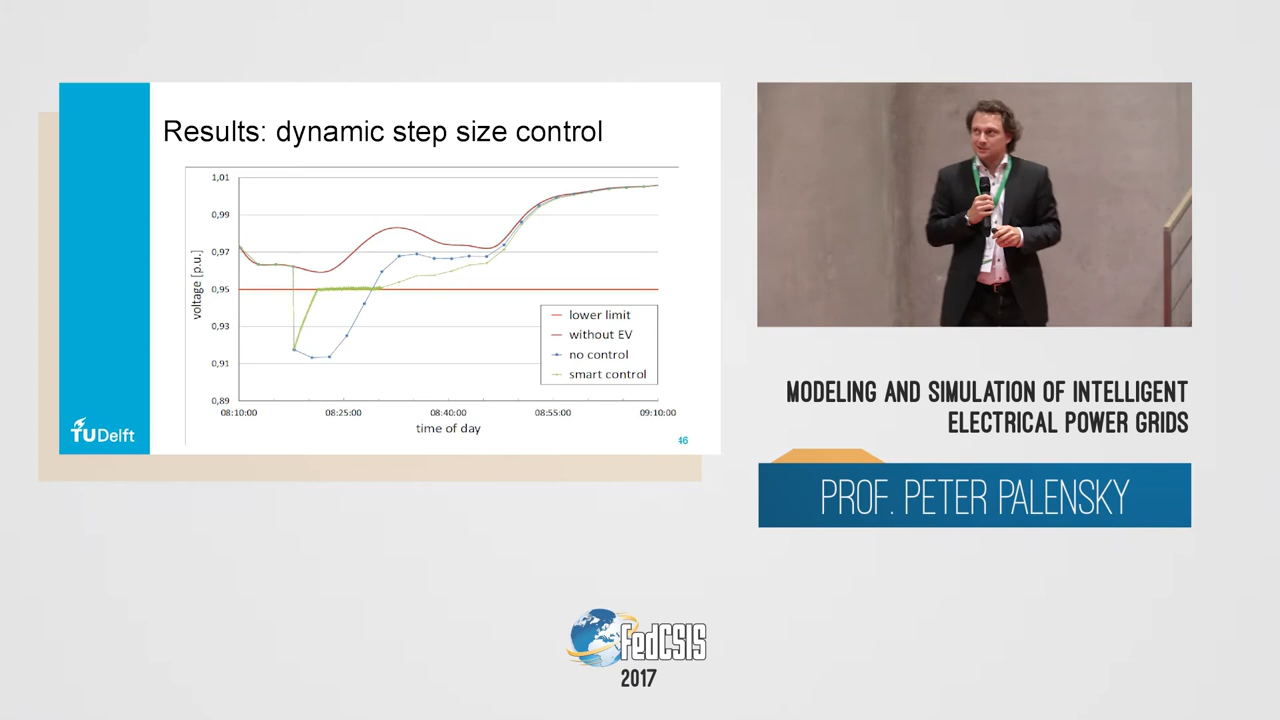 Results: dynamic step size control
1,01
0,99
0,97
0,95
0,93
0,91
0,89
voltage [p.u.]
lower limit
without EV
no control
smart control
08:10:00
08:25:00
08:40:00
08:55:00
09:10:00
time of day
TUDelft
46
MODELING AND SIMULATION OF INTELLIGENT
ELECTRICAL POWER GRIDS
PROF. PETER PALENSKY
FedCSIS
2017